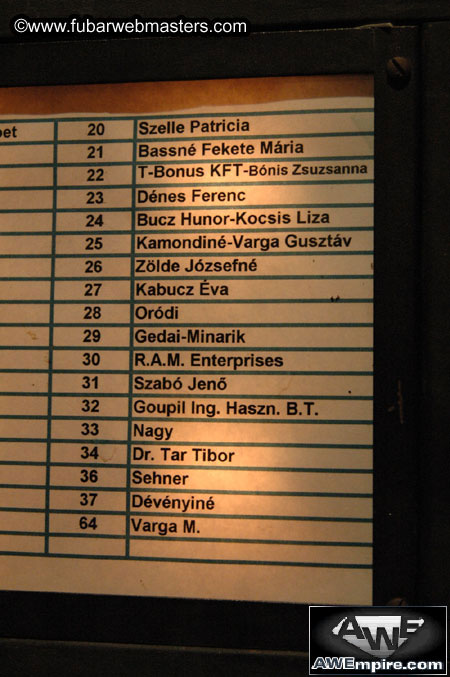 ©www.fubarwebmasters.com
20 Szelle Patricia
21 Bassné Fekete Mária
22 T-Bonus KFT-Bónis Zsuzsanna
23 Dénes Ferenc
24 Bucz Hunor-Kocsis Liza
25 Kamondiné-Varga Gusztáv
26 Zölde Józsefné
27 Kabucz Éva
28 Oródi
29 Gedai-Minarik
30 R.A.M. Enterprises
31 Szabó Jenő
32 Goupil Ing. Haszn. B.T.
33 Nagy
34 Dr. Tar Tibor
36 Sehner
37 Dévényiné
64 Varga M.
AWE
AWEmpire.com